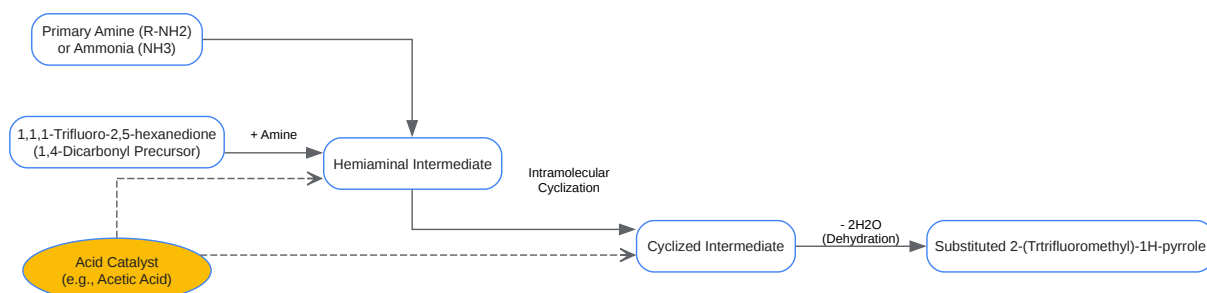 Primary Amine (R-NH2)
or Ammonia (NH3)
1,1,1-Trifluoro-2,5-hexanedione
(1,4-Dicarbonyl Precursor)
+ Amine
Hemiaminal Intermediate
Intramolecular
Cyclization
Acid Catalyst
(e.g., Acetic Acid)
Cyclized Intermediate
- 2H2O
(Dehydration)
Substituted 2-(Trtrifluoromethyl)-1H-pyrrole